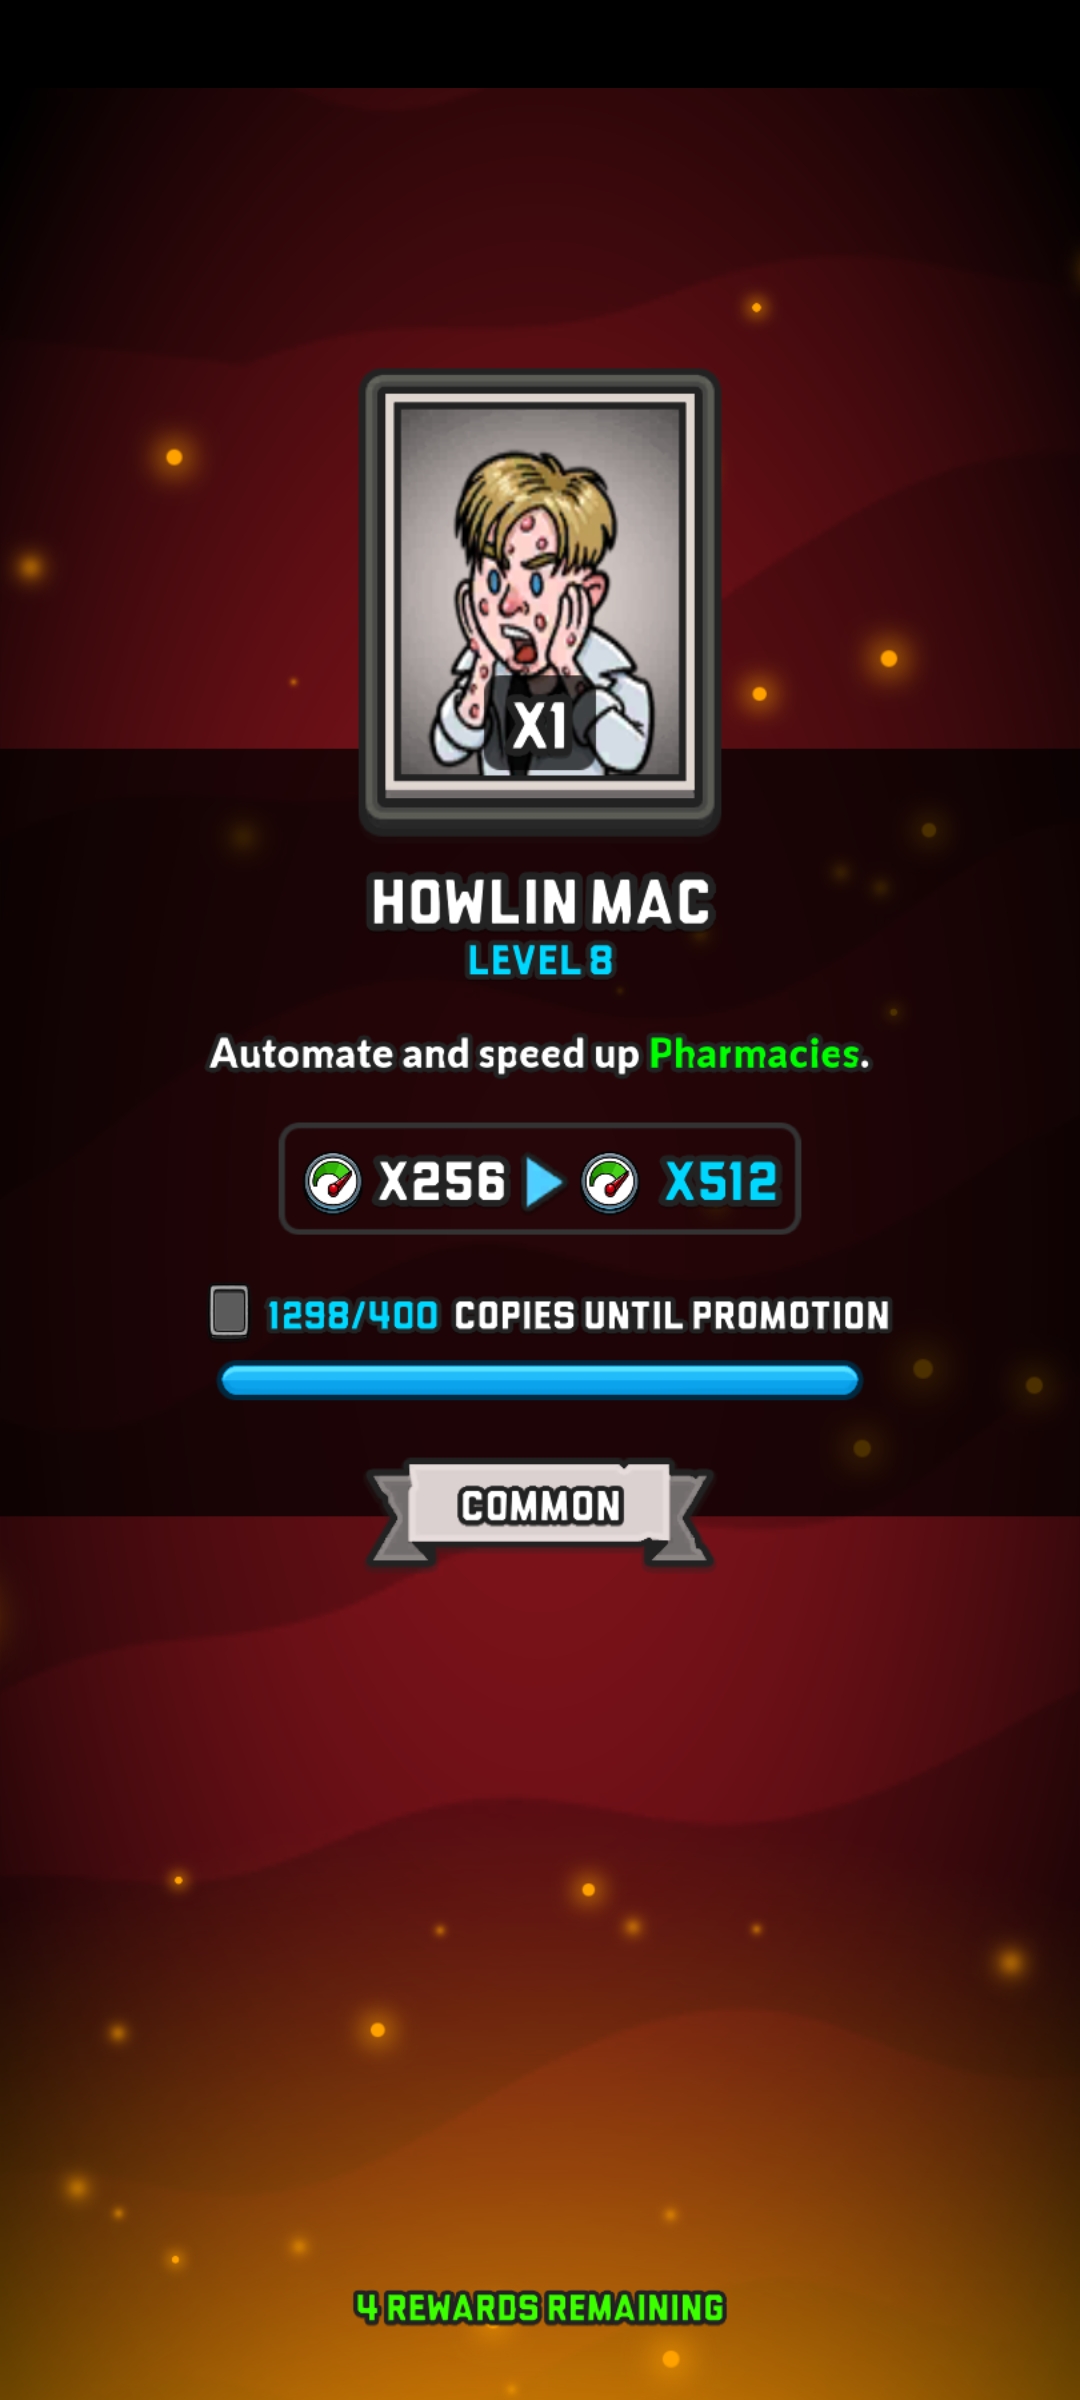 X1
HOWLIN MAC
LEVEL 8
Automate and speed up Pharmacies.
X256 X512
1298/400 COPIES UNTIL PROMOTION
COMMON
4 REWARDS REMAINING